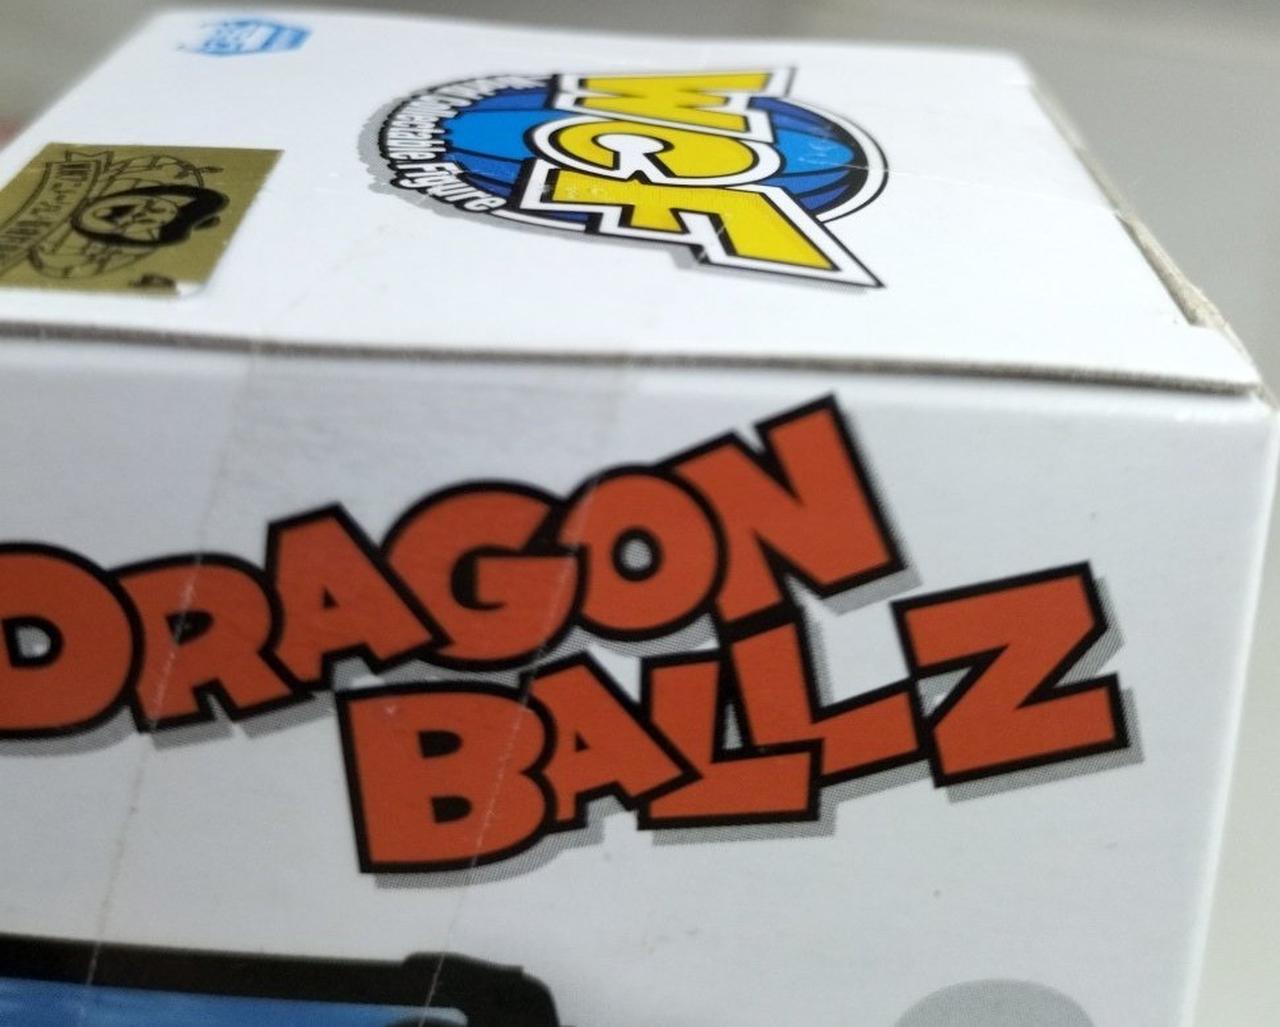 WCF
World Collectable Figure
DRAGON
BALL Z